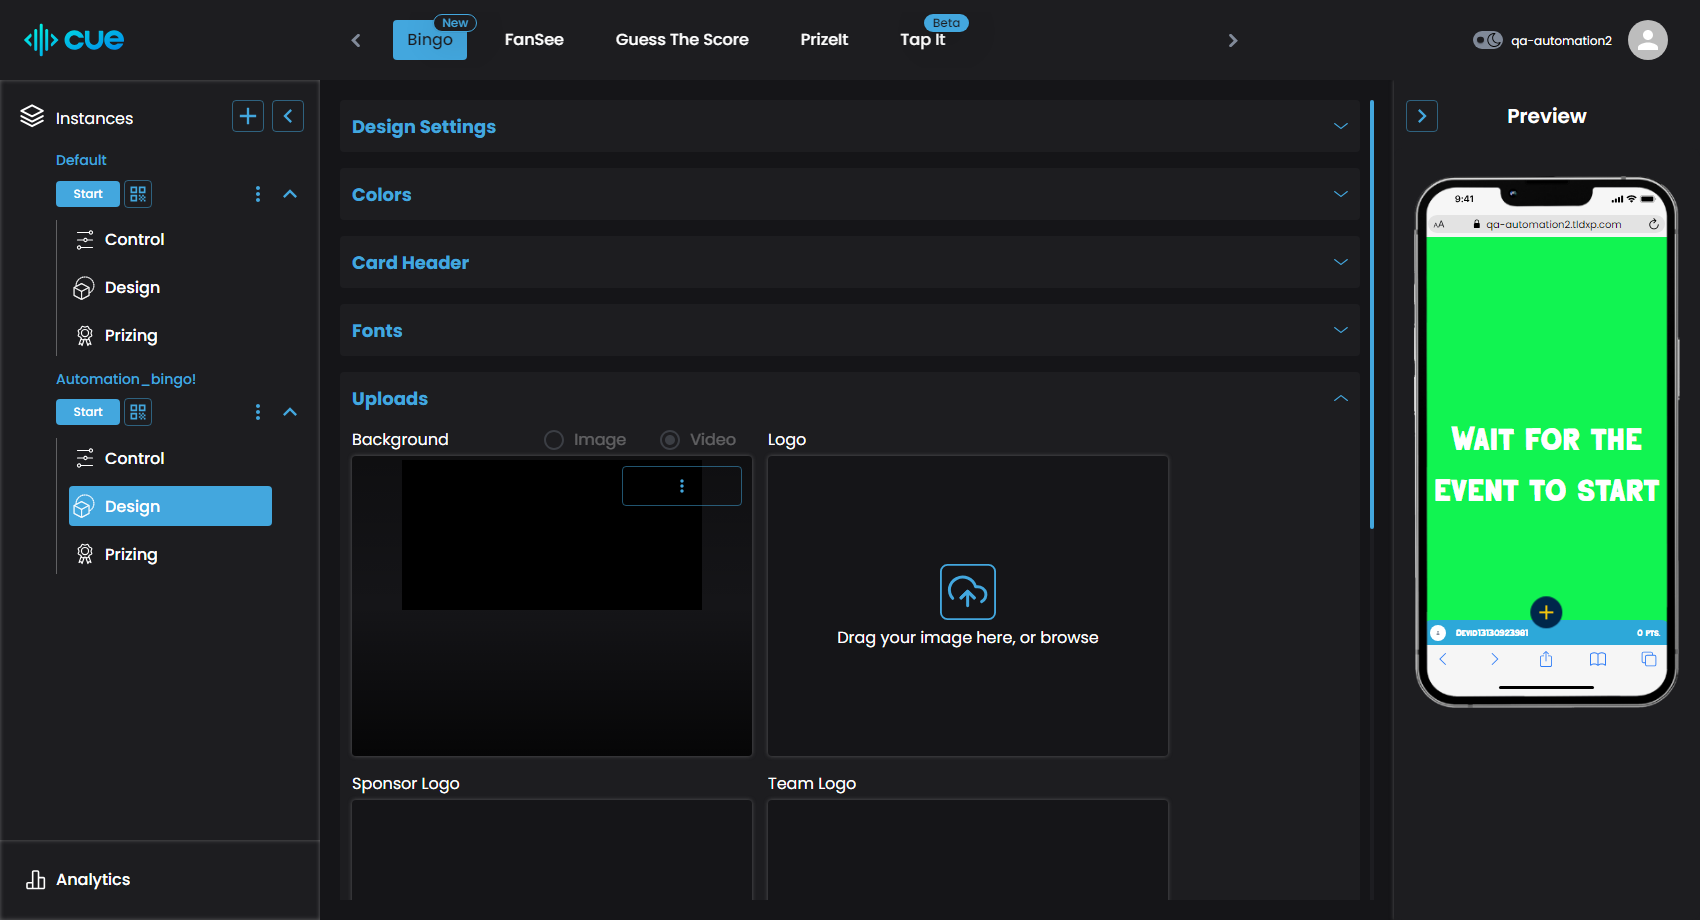 cue
Bingo
New
FanSee
Guess The Score
PrizeIt
Tap It
Beta
qa-automation2
Instances
Default
Start
Control
Design
Prizing
Automation_bingo!
Start
Control
Design
Prizing
Analytics
Design Settings
Colors
Card Header
Fonts
Uploads
Background
Image
Video
Logo
Drag your image here, or browse
Sponsor Logo
Team Logo
Preview
9:41
AA
qa-automation2.tldxp.com
WAIT FOR THE
EVENT TO START
DEVID13130923981
0 PTS.